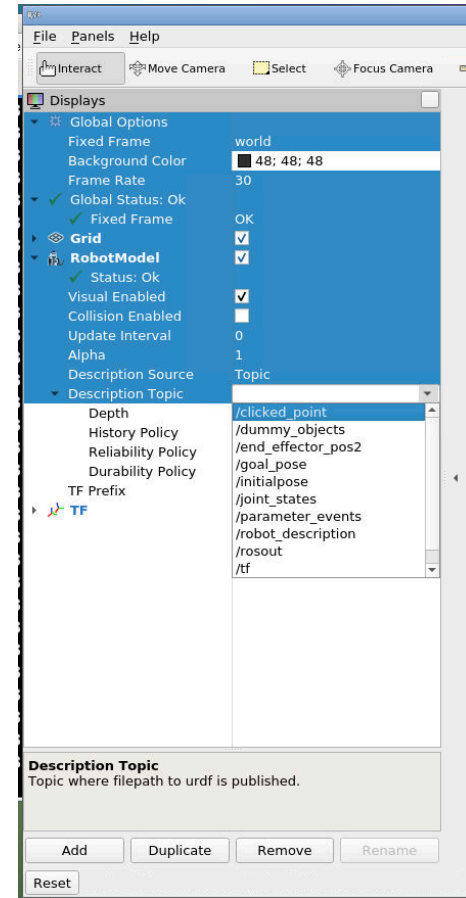 File Panels Help
Interact Move Camera Select Focus Camera
Displays
Global Options
Fixed Frame world
Background Color 48; 48; 48
Frame Rate 30
Global Status: Ok
Fixed Frame OK
Grid
RobotModel
Status: Ok
Visual Enabled
Collision Enabled
Update Interval 0
Alpha 1
Description Source Topic
Description Topic
/clicked_point
Depth
/dummy_objects
History Policy
/end_effector_pos2
Reliability Policy
/goal_pose
/initialpose
Durability Policy
/joint_states
TF Prefix
/parameter_events
TF
/robot_description
/rosout
/tf
Description Topic
Topic where filepath to urdf is published.
Add Duplicate Remove Rename
Reset